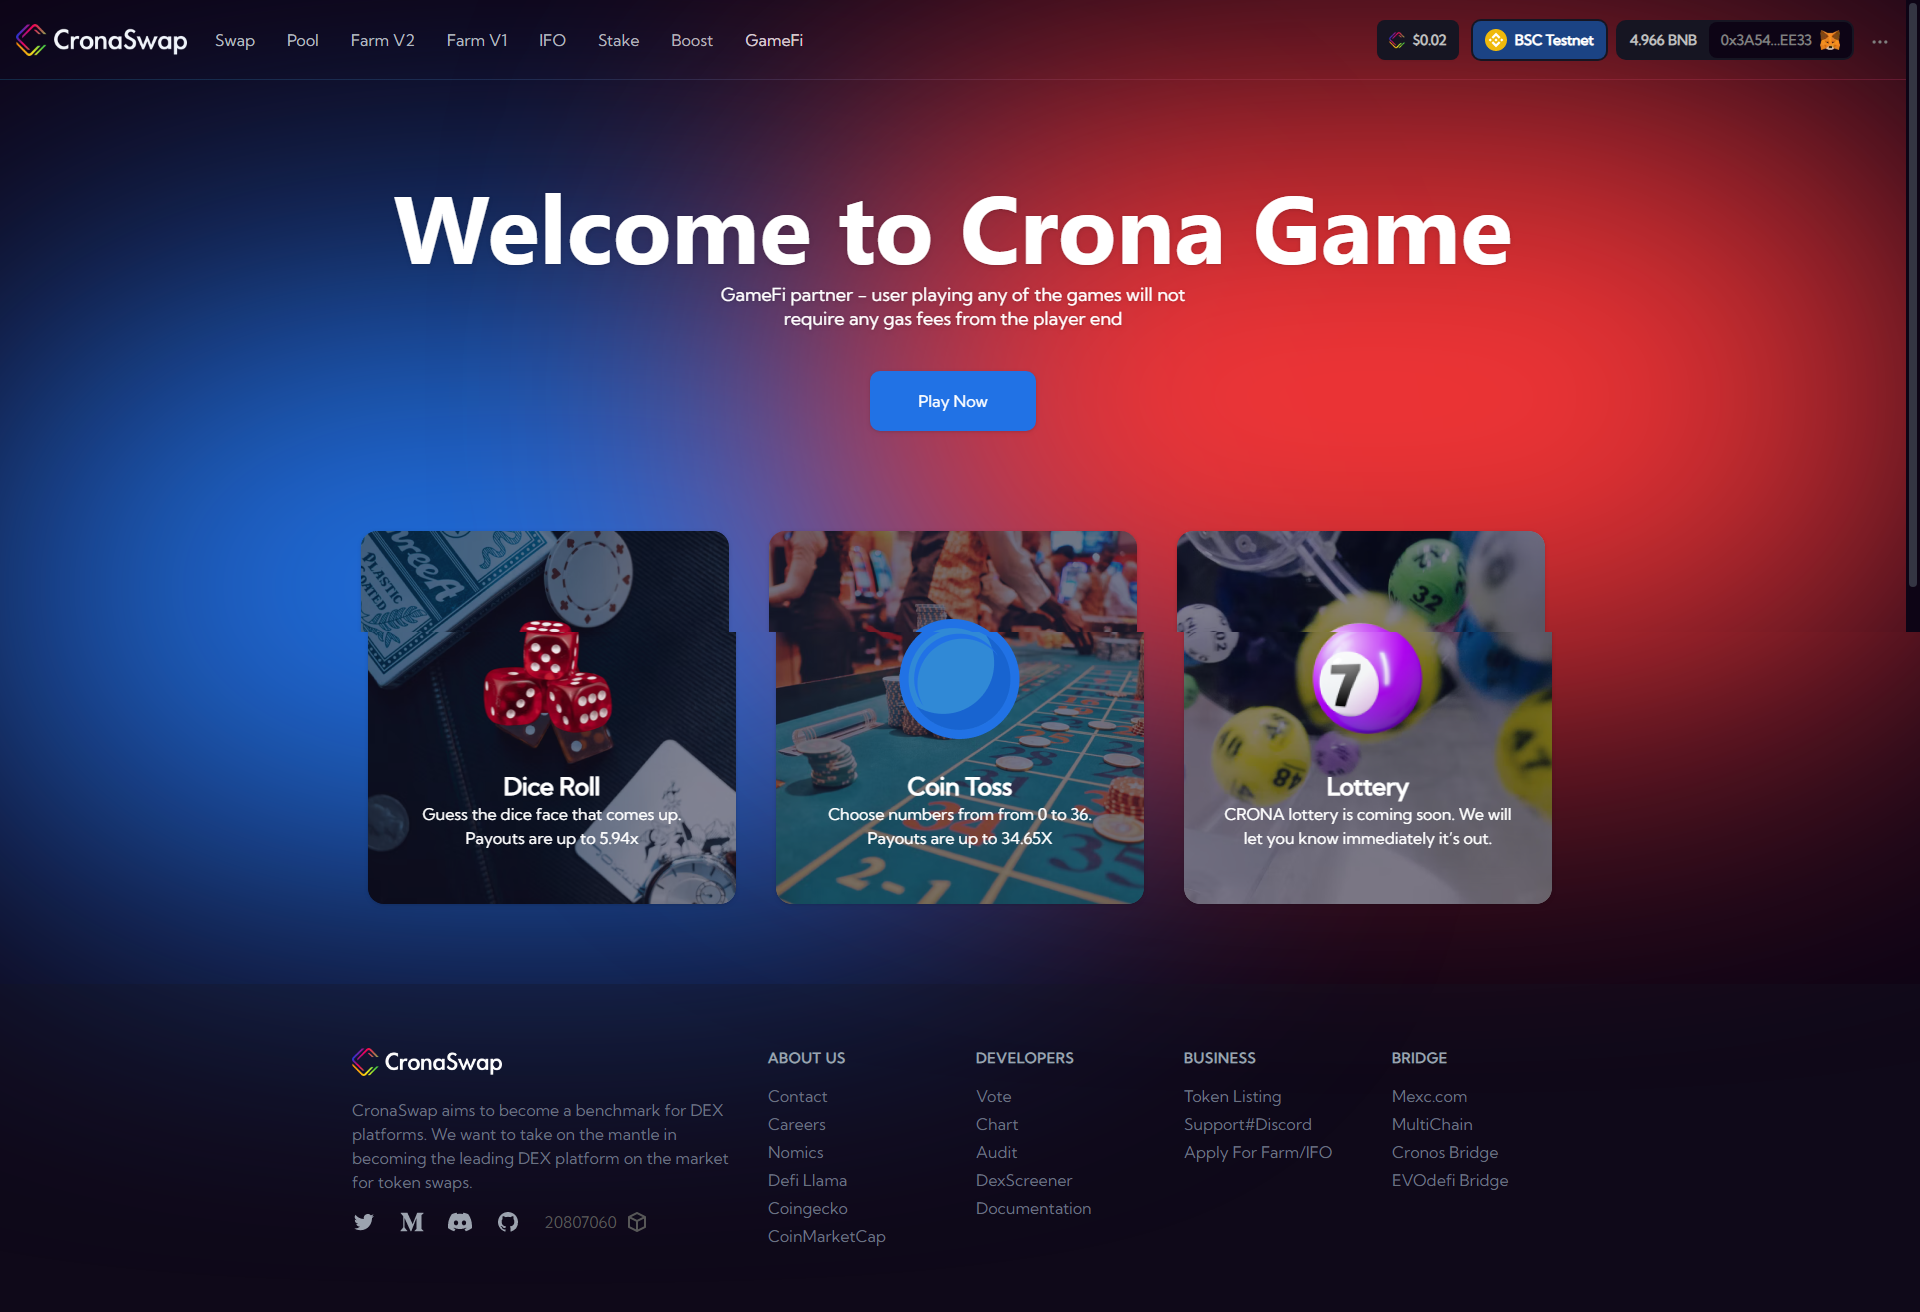 CronaSwap
Swap
Pool
Farm V2
Farm V1
IFO
Stake
Boost
GameFi
$0.02
BSC Testnet
4.966 BNB
0x3A54...EE33
Welcome to Crona Game
GameFi partner - user playing any of the games will not
require any gas fees from the player end
Play Now
PLASTIC
32
7
48
Dice Roll
Guess the dice face that comes up.
Payouts are up to 5.94x
Coin Toss
Choose numbers from from 0 to 36.
Payouts are up to 34.65X
35
2-1
Lottery
CRONA lottery is coming soon. We will
let you know immediately it's out.
CronaSwap
CronaSwap aims to become a benchmark for DEX
platforms. We want to take on the mantle in
becoming the leading DEX platform on the market
for token swaps.
20807060
ABOUT US
Contact
Careers
Nomics
Defi Llama
Coingecko
CoinMarketCap
DEVELOPERS
Vote
Chart
Audit
DexScreener
Documentation
BUSINESS
Token Listing
Support#Discord
Apply For Farm/IFO
BRIDGE
Mexc.com
MultiChain
Cronos Bridge
EVOdefi Bridge